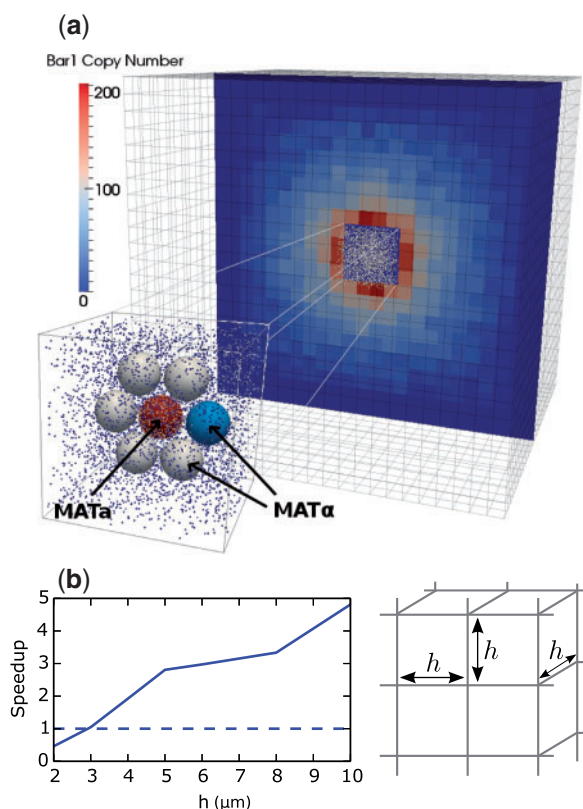 (a)
Bar1 Copy Number
200
100
0
MATa
MATα
(b)
5
4
3
2
1
0
Speedup
2 3 4 5 6 7 8 9 10
h (μm)
h
h
h